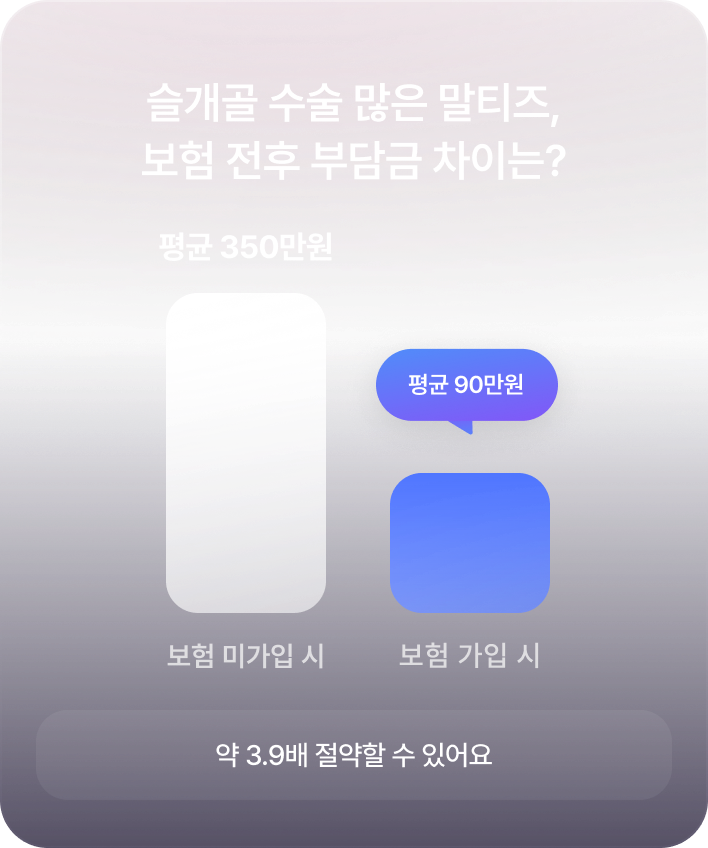 슬개골 수술 많은 말티즈,
보험 전후 부담금 차이는?
평균 350만원
평균 90만원
보험 미가입 시
보험 가입 시
약 3.9배 절약할 수 있어요